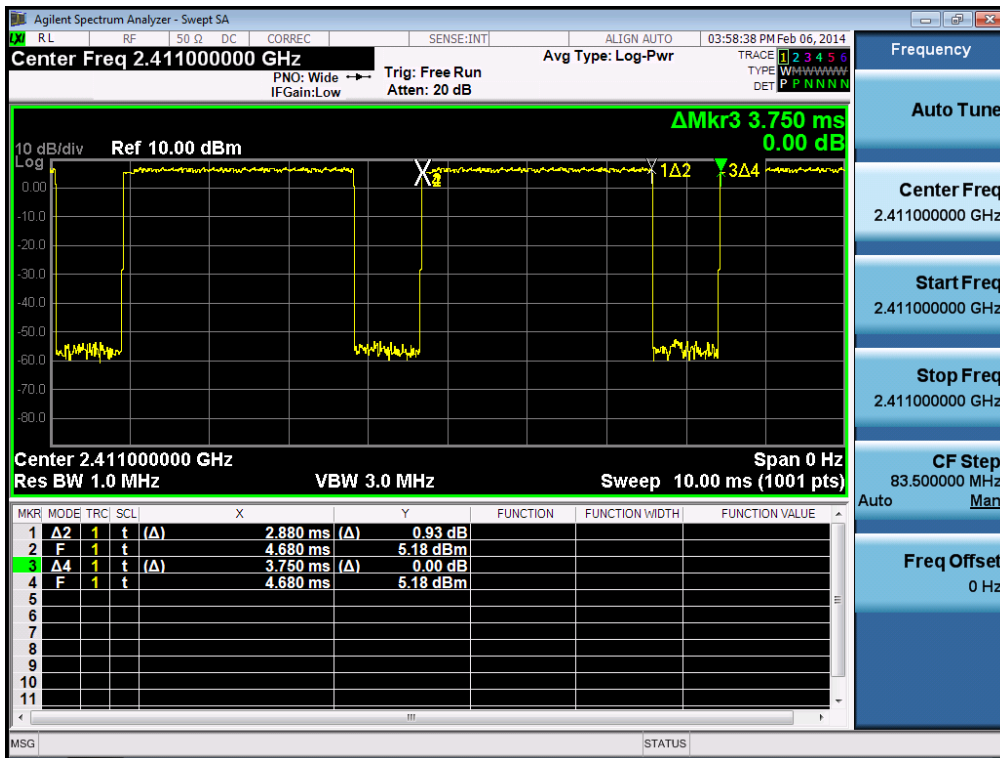 Agilent Spectrum Analyzer - Swept SA
LXI RL RF 50 Ω DC CORREC SENSE:INT ALIGN AUTO 03:58:38 PM Feb 06, 2014
Center Freq 2.411000000 GHz
PNO: Wide
IFGain:Low
Trig: Free Run
Atten: 20 dB
Avg Type: Log-Pwr
TRACE 1 2 3 4 5 6
TYPE WMWWWWW
DET P P N N N N
ΔMkr3 3.750 ms
0.00 dB
10 dB/div Ref 10.00 dBm
Log
0.00
-10.0
-20.0
-30.0
-40.0
-50.0
-60.0
-70.0
-80.0
1Δ2
3Δ4
Center 2.411000000 GHz Span 0 Hz
Res BW 1.0 MHz VBW 3.0 MHz Sweep 10.00 ms (1001 pts)
MKR MODE TRC SCL X Y FUNCTION FUNCTION WIDTH FUNCTION VALUE
1 Δ2 1 t (Δ) 2.880 ms (Δ) 0.93 dB
2 F 1 t 4.680 ms 5.18 dBm
3 Δ4 1 t (Δ) 3.750 ms (Δ) 0.00 dB
4 F 1 t 4.680 ms 5.18 dBm
5
6
7
8
9
10
11
MSG STATUS
Frequency
Auto Tune
Center Freq
2.411000000 GHz
Start Freq
2.411000000 GHz
Stop Freq
2.411000000 GHz
CF Step
83.500000 MHz
Auto Man
Freq Offset
0 Hz